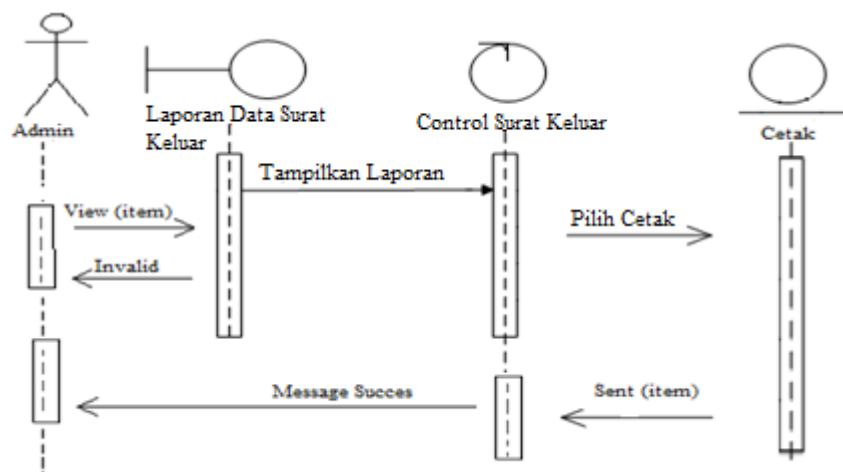 Admin
Laporan Data Surat
Keluar
Control Surat Keluar
Cetak
Tampilkan Laporan
View (item)
Pilih Cetak
Invalid
Message Succes
Sent (item)